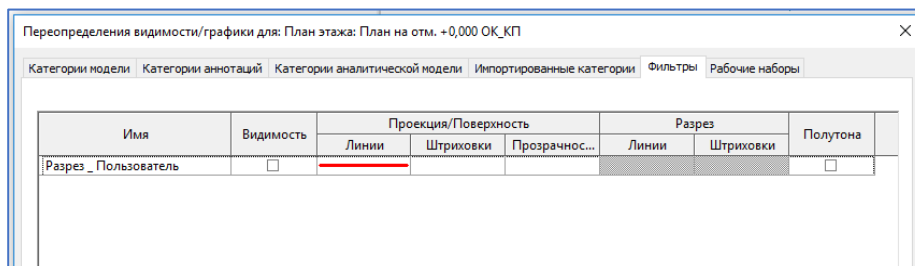 Переопределения видимости/графики для: План этажа: План на отм. +0,000 ОК_КП
Категории модели Категории аннотаций Категории аналитической модели Импортированные категории Фильтры Рабочие наборы
Имя Видимость Проекция/Поверхность Разрез Полутона
Линии Штриховки Прозрачнос... Линии Штриховки
Разрез _ Пользователь